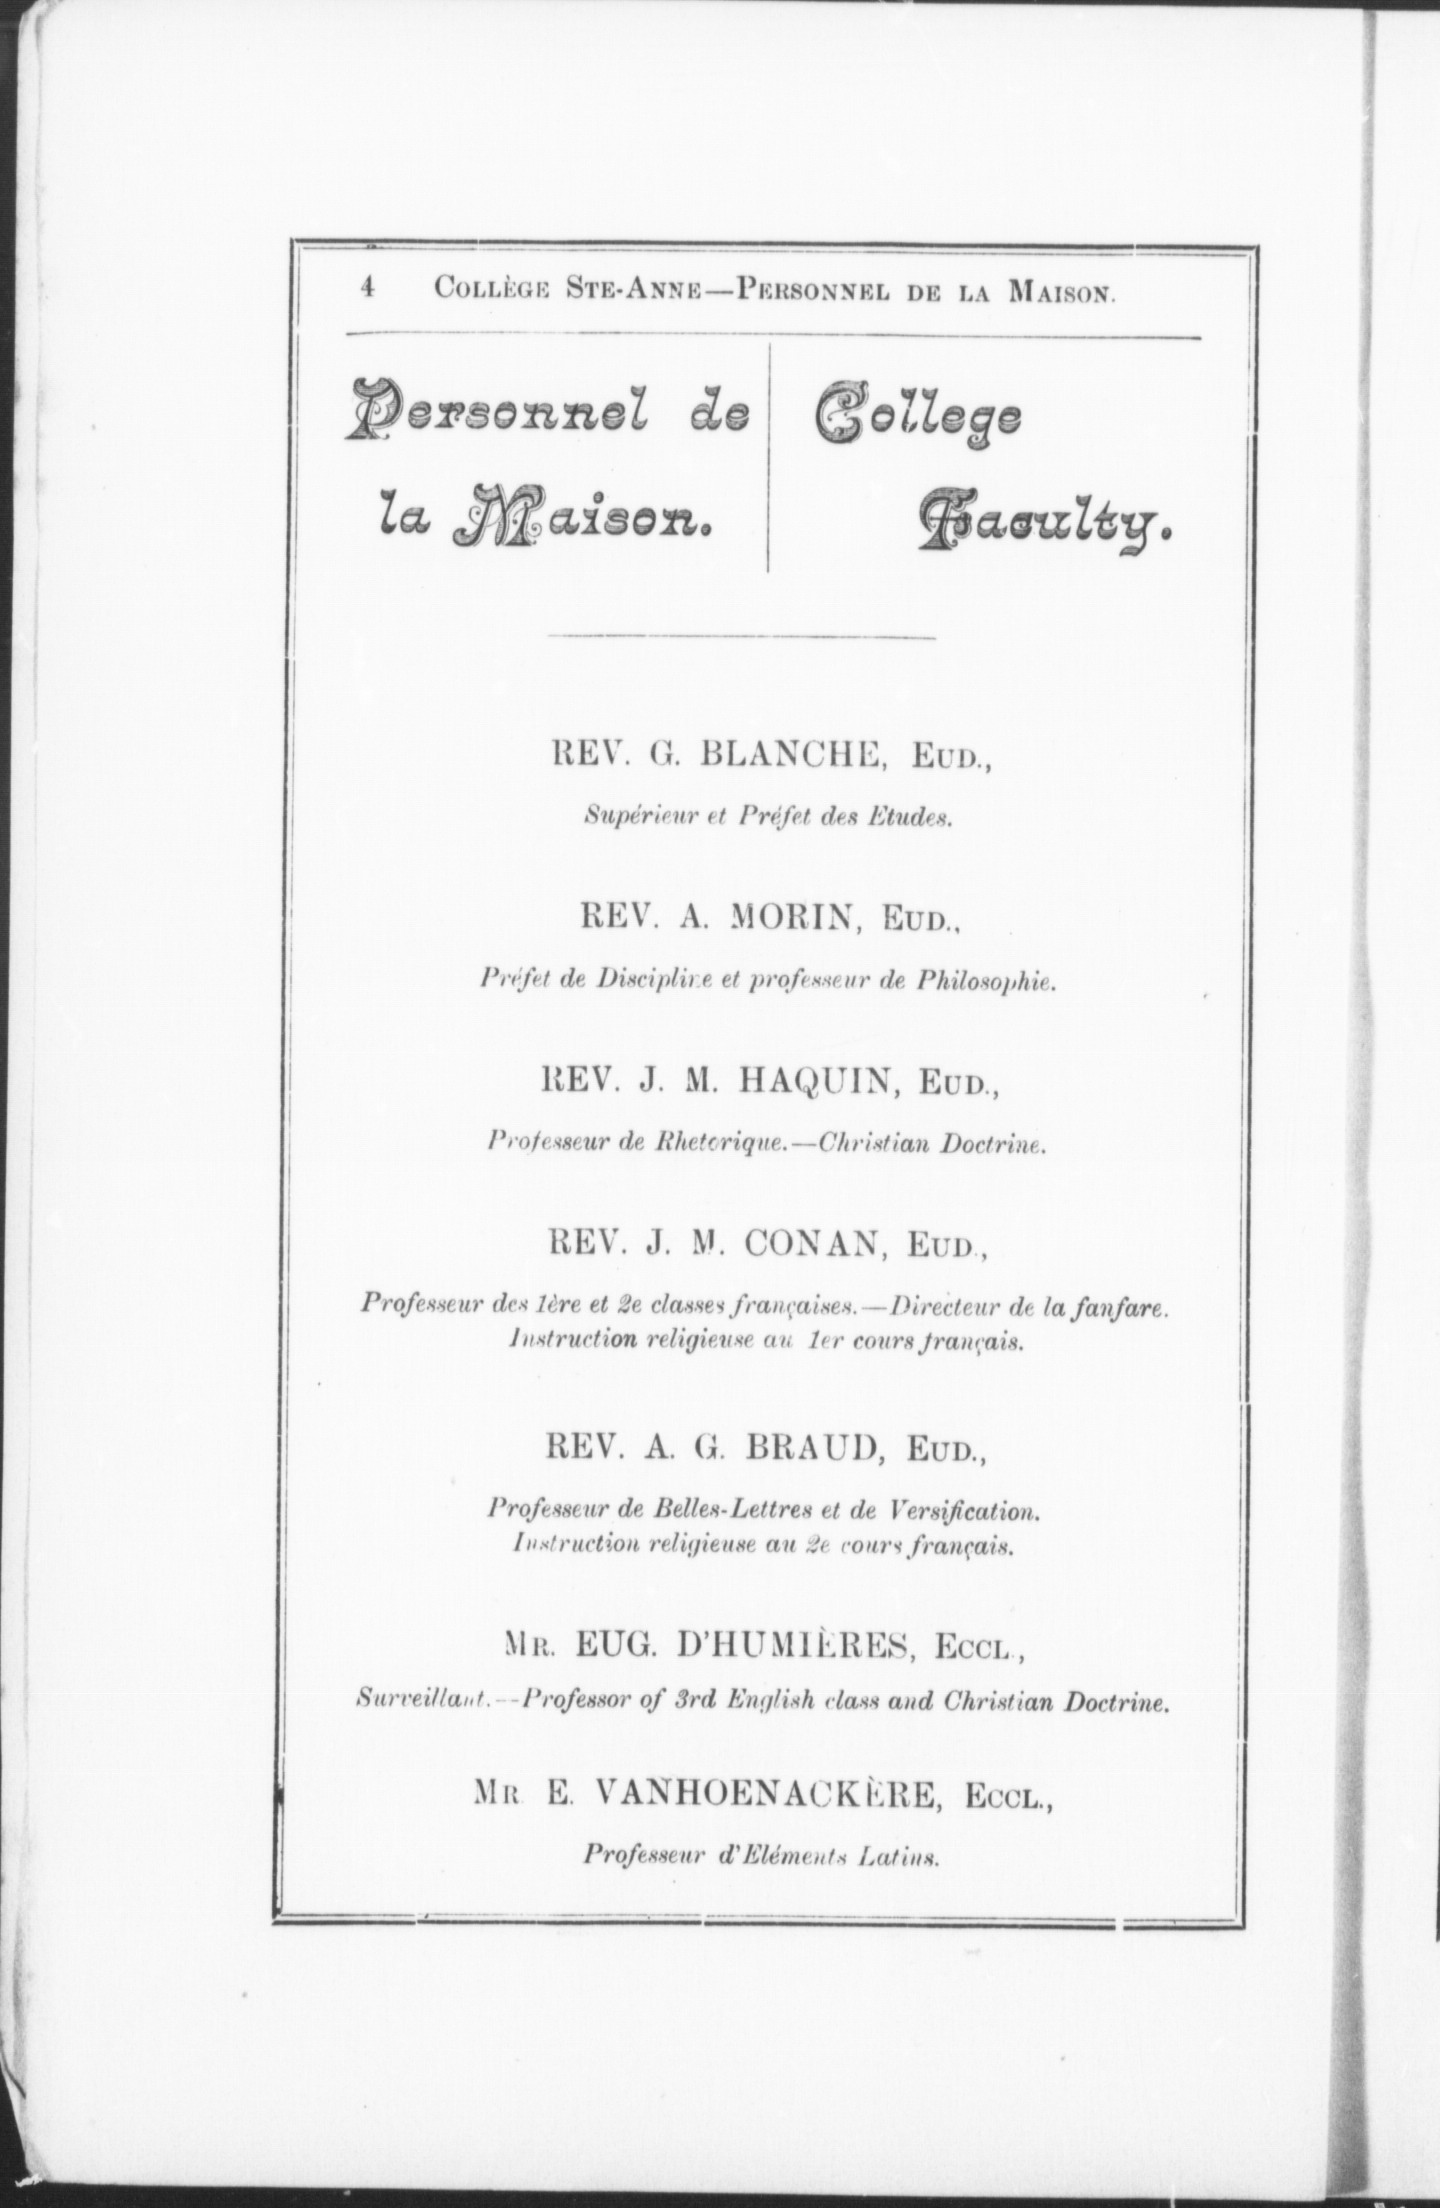 4 COLLÈGE STE-ANNE—PERSONNEL DE LA MAISON.
Personnel de
la Maison.
College
Faculty.
REV. G. BLANCHE, EUD.,
Supérieur et Préfet des Etudes.
REV. A. MORIN, EUD.,
Préfet de Discipline et professeur de Philosophie.
REV. J. M. HAQUIN, EUD.,
Professeur de Rhetorique.—Christian Doctrine.
REV. J. M. CONAN, EUD.,
Professeur des 1ère et 2e classes françaises.—Directeur de la fanfare.
Instruction religieuse au 1er cours français.
REV. A. G. BRAUD, EUD.,
Professeur de Belles-Lettres et de Versification.
Instruction religieuse au 2e cours français.
MR. EUG. D'HUMIÈRES, ECCL.,
Surveillant.—Professor of 3rd English class and Christian Doctrine.
MR. E. VANHOENACKÈRE, ECCL.,
Professeur d'Eléments Latins.